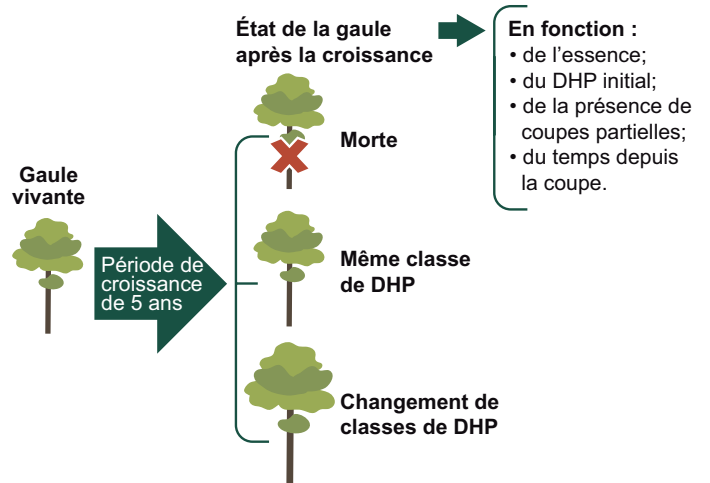 Gaule
vivante
Période de
croissance
de 5 ans
État de la gaule
après la croissance
Morte
Même classe
de DHP
Changement de
classes de DHP
En fonction :
• de l'essence;
• du DHP initial;
• de la présence de
coupes partielles;
• du temps depuis
la coupe.